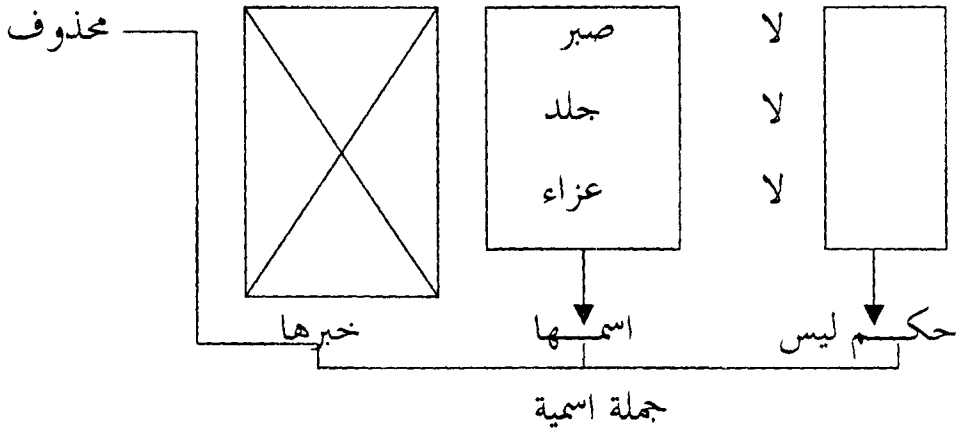 لا صبر محذوف
لا جلد
لا عزاء
حكم ليس اسمها خبرها
جملة اسمية